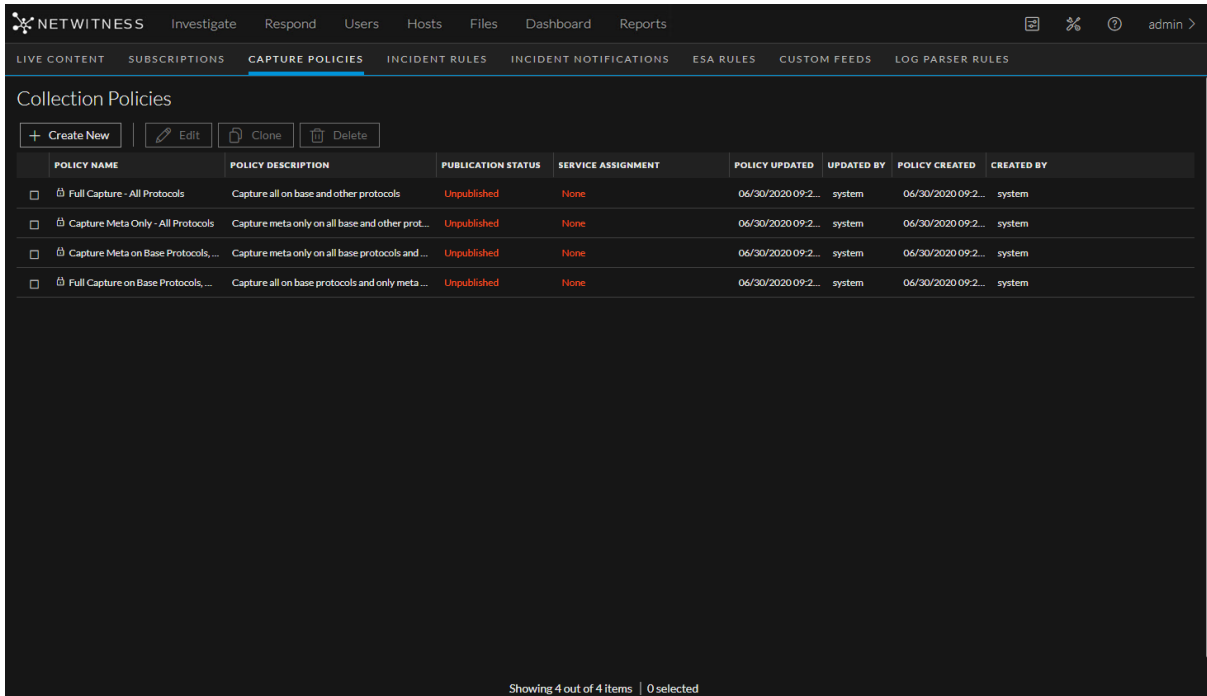 NETWITNESS Investigate Respond Users Hosts Files Dashboard Reports admin >
LIVE CONTENT SUBSCRIPTIONS CAPTURE POLICIES INCIDENT RULES INCIDENT NOTIFICATIONS ESA RULES CUSTOM FEEDS LOG PARSER RULES
Collection Policies
+ Create New Edit Clone Delete
POLICY NAME POLICY DESCRIPTION PUBLICATION STATUS SERVICE ASSIGNMENT POLICY UPDATED UPDATED BY POLICY CREATED CREATED BY
Full Capture - All Protocols Capture all on base and other protocols Unpublished None 06/30/2020 09:2... system 06/30/2020 09:2... system
Capture Meta Only - All Protocols Capture meta only on all base and other prot... Unpublished None 06/30/2020 09:2... system 06/30/2020 09:2... system
Capture Meta on Base Protocols, ... Capture meta only on all base protocols and ... Unpublished None 06/30/2020 09:2... system 06/30/2020 09:2... system
Full Capture on Base Protocols, ... Capture all on base protocols and only meta ... Unpublished None 06/30/2020 09:2... system 06/30/2020 09:2... system
Showing 4 out of 4 items | 0 selected